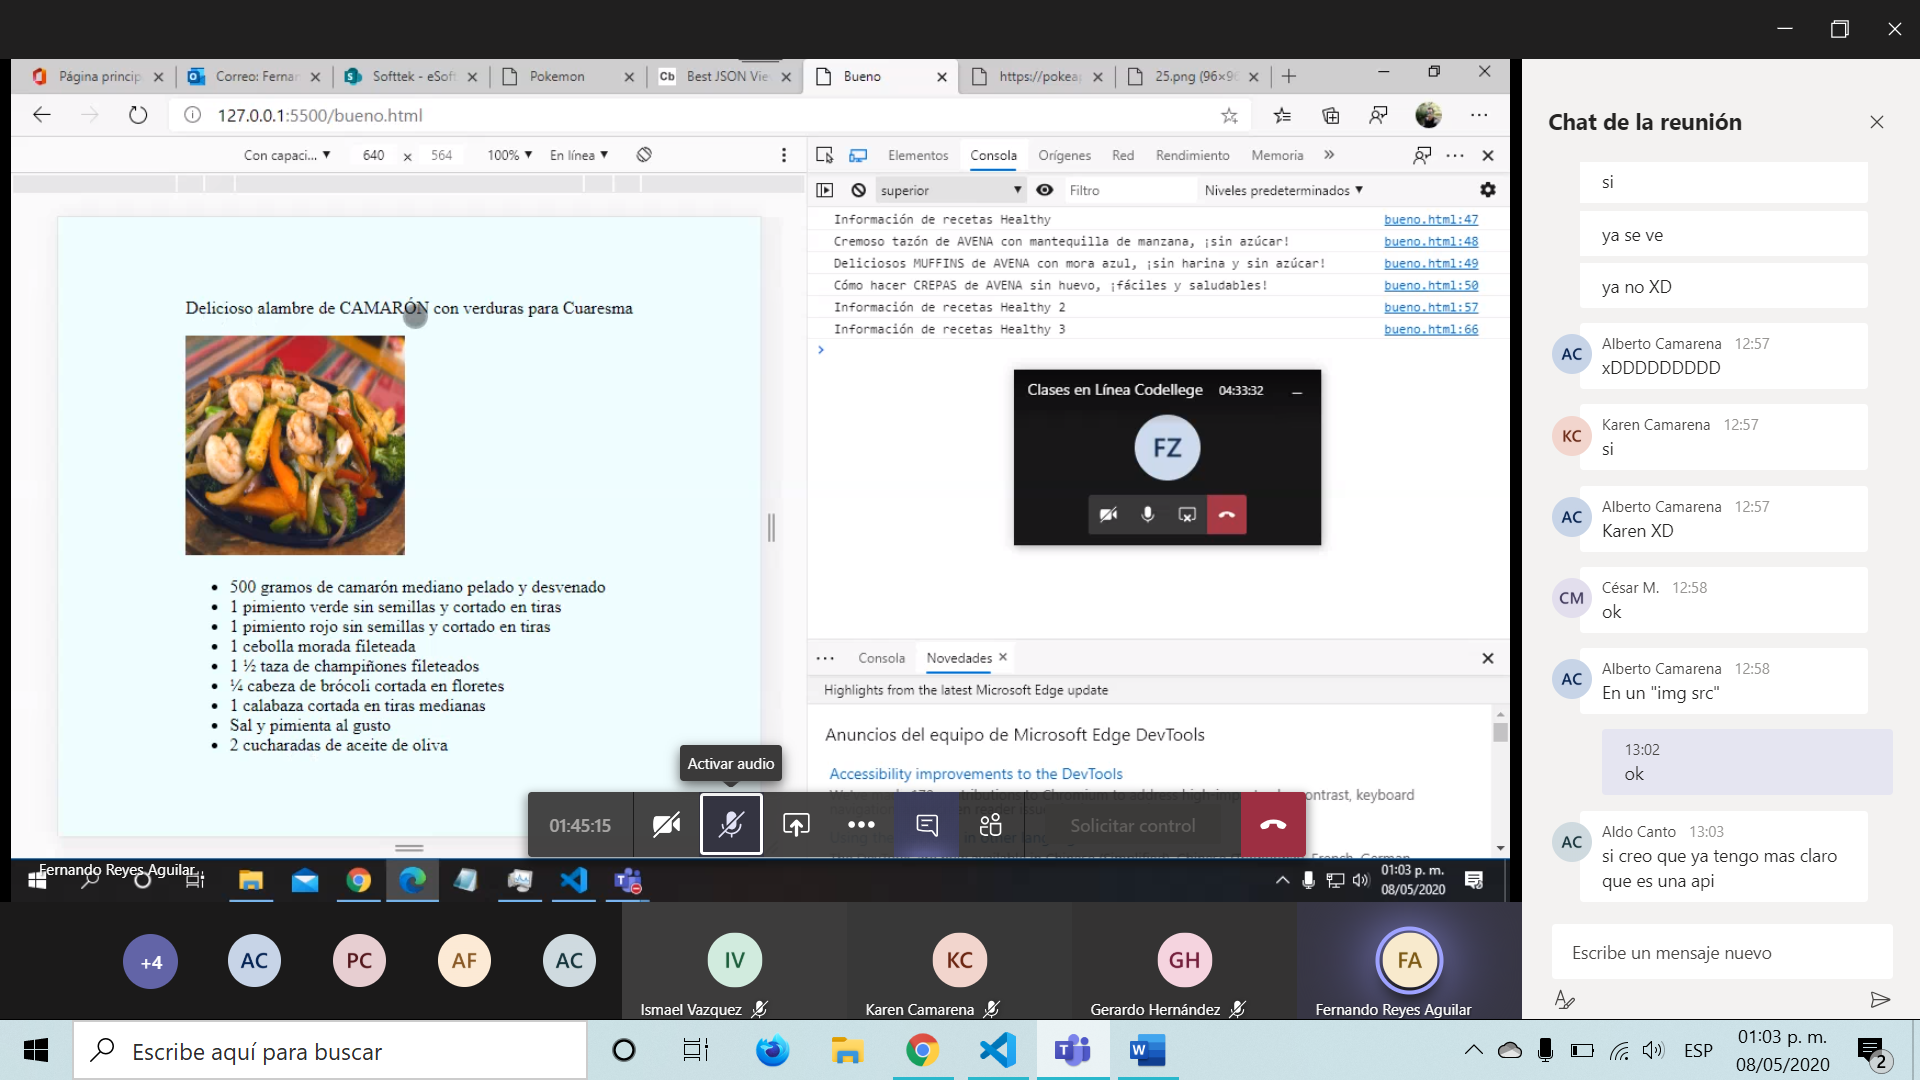 Página princip
Correo: Fernan
Softtek - eSoft
Pokemon
Cb
Best JSON Vie
Bueno
https://pokeap
25.png (96×96
127.0.0.1:5500/bueno.html
Con capaci... ▼
640 × 564
100% ▼
En línea ▼
Elementos
Consola
Orígenes
Red
Rendimiento
Memoria
superior
Filtro
Niveles predeterminados ▼
Información de recetas Healthy bueno.html:47
Cremoso tazón de AVENA con mantequilla de manzana, ¡sin azúcar! bueno.html:48
Deliciosos MUFFINS de AVENA con mora azul, ¡sin harina y sin azúcar! bueno.html:49
Cómo hacer CREPAS de AVENA sin huevo, ¡fáciles y saludables! bueno.html:50
Información de recetas Healthy 2 bueno.html:57
Información de recetas Healthy 3 bueno.html:66
Delicioso alambre de CAMARÓN con verduras para Cuaresma
• 500 gramos de camarón mediano pelado y desvenado
• 1 pimiento verde sin semillas y cortado en tiras
• 1 pimiento rojo sin semillas y cortado en tiras
• 1 cebolla morada fileteada
• 1 ½ taza de champiñones fileteados
• ¼ cabeza de brócoli cortada en floretes
• 1 calabaza cortada en tiras medianas
• Sal y pimienta al gusto
• 2 cucharadas de aceite de oliva
Clases en Línea Codellege 04:33:32
FZ
Consola
Novedades
Highlights from the latest Microsoft Edge update
Anuncios del equipo de Microsoft Edge DevTools
Accessibility improvements to the DevTools
Activar audio
01:45:15
Solicitar control
Fernando Reyes Aguilar
01:03 p. m.
08/05/2020
+4
AC
PC
AF
AC
IV
Ismael Vazquez
KC
Karen Camarena
GH
Gerardo Hernández
FA
Fernando Reyes Aguilar
Chat de la reunión
si
ya se ve
ya no XD
AC
Alberto Camarena 12:57
xDDDDDDDDD
KC
Karen Camarena 12:57
si
AC
Alberto Camarena 12:57
Karen XD
CM
César M. 12:58
ok
AC
Alberto Camarena 12:58
En un "img src"
13:02
ok
AC
Aldo Canto 13:03
si creo que ya tengo mas claro
que es una api
Escribe un mensaje nuevo
Escribe aquí para buscar
ESP
01:03 p. m.
08/05/2020
2